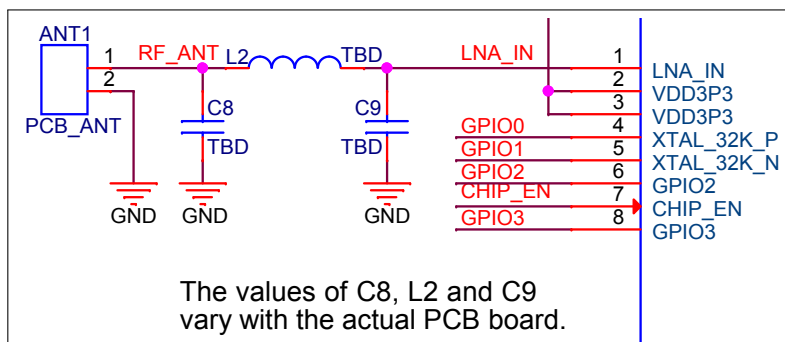 ANT1
1 RF_ANT L2 TBD LNA_IN 1 LNA_IN
2 2 VDD3P3
PCB_ANT C8 C9 3 VDD3P3
TBD TBD GPIO0 4 XTAL_32K_P
GPIO1 5 XTAL_32K_N
GPIO2 6 GPIO2
CHIP_EN 7 CHIP_EN
GND GND GND GPIO3 8 GPIO3
The values of C8, L2 and C9
vary with the actual PCB board.